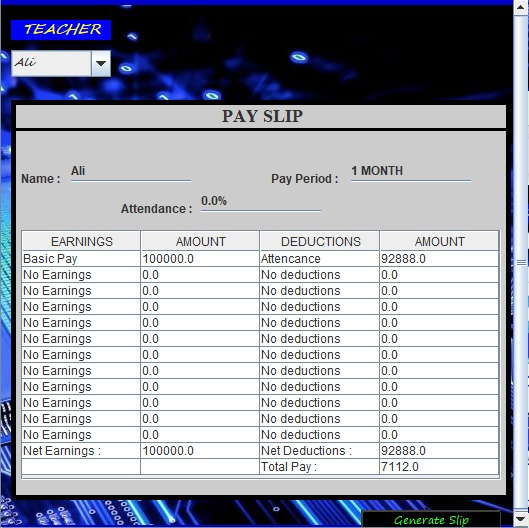 TEACHER
Ali
PAY SLIP
Name : Ali Pay Period : 1 MONTH
Attendance : 0.0%
EARNINGS AMOUNT DEDUCTIONS AMOUNT
Basic Pay 100000.0 Attencance 92888.0
No Earnings 0.0 No deductions 0.0
No Earnings 0.0 No deductions 0.0
No Earnings 0.0 No deductions 0.0
No Earnings 0.0 No deductions 0.0
No Earnings 0.0 No deductions 0.0
No Earnings 0.0 No deductions 0.0
No Earnings 0.0 No deductions 0.0
No Earnings 0.0 No deductions 0.0
No Earnings 0.0 No deductions 0.0
No Earnings 0.0 No deductions 0.0
No Earnings 0.0 No deductions 0.0
Net Earnings : 100000.0 Net Deductions : 92888.0
Total Pay : 7112.0
Generate Slip